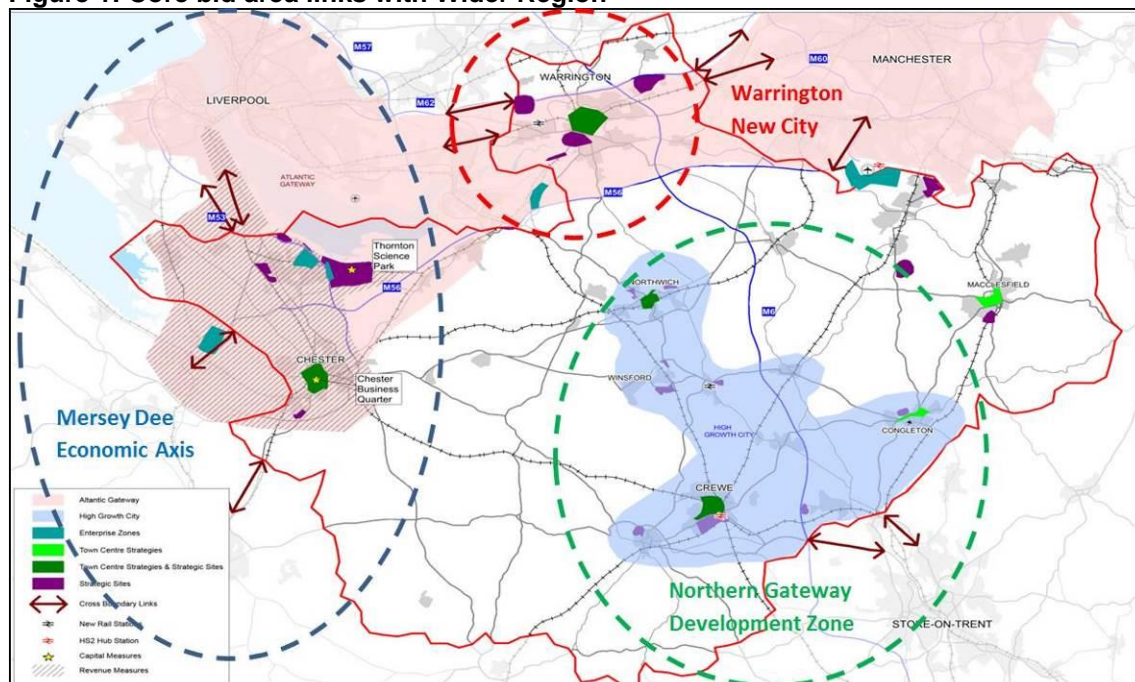 Figure 1: Core bid area links with Wider Region
M57
WARRINGTON
M60
MANCHESTER
LIVERPOOL
M62
Warrington
New City
ATLANTIC
GATEWAY
M56
M53
Thornton
Science
Park
M56
NORTHWICH
M6
MACCLESFIELD
CHESTER
WINSFORD
Chester
Business
Quarter
Mersey Dee
Economic Axis
HIGH
GROWTH CITY
CONGLETON
CREWE
Atlantic Gateway
High Growth City
Enterprise Zones
Town Centre Strategies
Town Centre Strategies & Strategic Sites
Strategic Sites
Cross Boundary Links
New Rail Stations
HS2 Hub Station
Capital Measures
Revenue Measures
Northern Gateway
Development Zone
STOKE-ON-TRENT